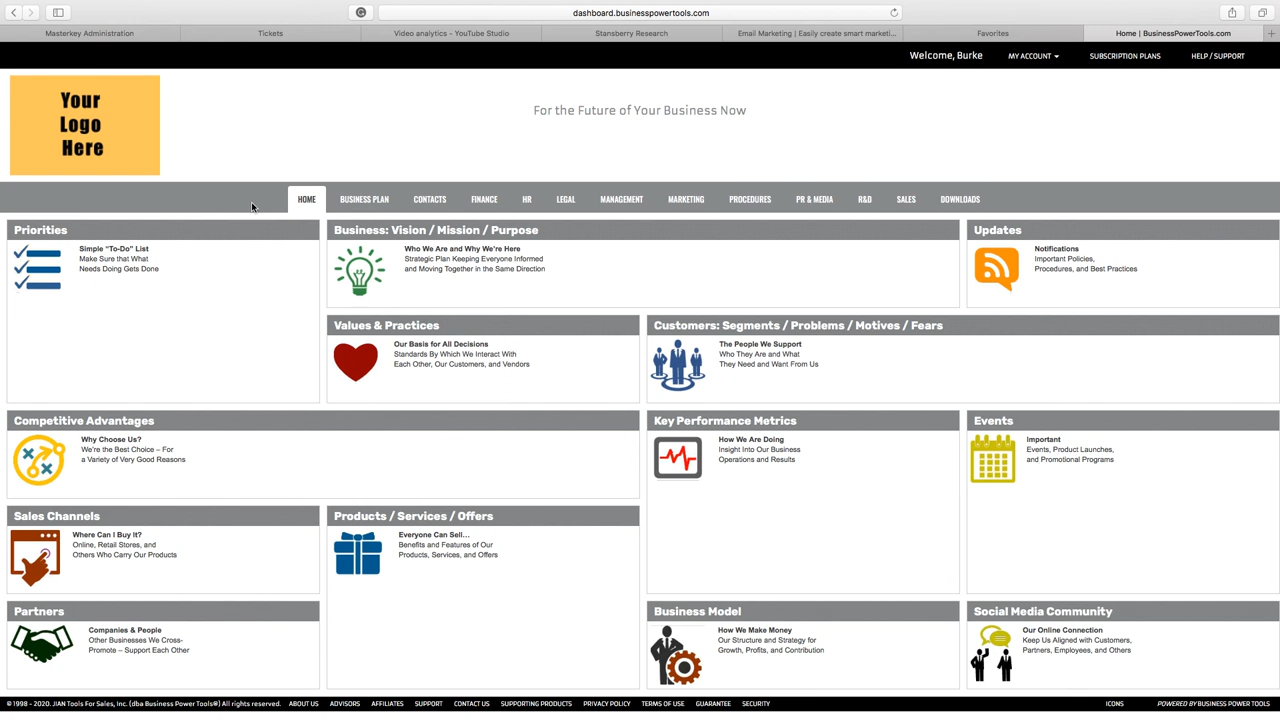 dashboard.businesspowertools.com
Masterkey Administration
Tickets
Video analytics - YouTube Studio
Stansberry Research
Email Marketing | Easily create smart marketi...
Favorites
Home | BusinessPowerTools.com
Welcome, Burke
MY ACCOUNT
SUBSCRIPTION PLANS
HELP / SUPPORT
Your
Logo
Here
For the Future of Your Business Now
HOME
BUSINESS PLAN
CONTACTS
FINANCE
HR
LEGAL
MANAGEMENT
MARKETING
PROCEDURES
PR & MEDIA
R&D
SALES
DOWNLOADS
Priorities
Simple "To-Do" List
Make Sure that What
Needs Doing Gets Done
Business: Vision / Mission / Purpose
Who We Are and Why We're Here
Strategic Plan Keeping Everyone Informed
and Moving Together in the Same Direction
Updates
Notifications
Important Policies,
Procedures, and Best Practices
Values & Practices
Our Basis for All Decisions
Standards By Which We Interact With
Each Other, Our Customers, and Vendors
Customers: Segments / Problems / Motives / Fears
The People We Support
Who They Are and What
They Need and Want From Us
Competitive Advantages
Why Choose Us?
We're the Best Choice – For
a Variety of Very Good Reasons
Key Performance Metrics
How We Are Doing
Insight Into Our Business
Operations and Results
Events
Important
Events, Product Launches,
and Promotional Programs
Sales Channels
Where Can I Buy It?
Online, Retail Stores, and
Others Who Carry Our Products
Products / Services / Offers
Everyone Can Sell...
Benefits and Features of Our
Products, Services, and Offers
Partners
Companies & People
Other Businesses We Cross-
Promote – Support Each Other
Business Model
How We Make Money
Our Structure and Strategy for
Growth, Profits, and Contribution
Social Media Community
Our Online Connection
Keep Us Aligned with Customers,
Partners, Employees, and Others
© 1998 - 2020. JIAN Tools For Sales, Inc. (dba Business Power Tools®) All rights reserved.
ABOUT US
ADVISORS
AFFILIATES
SUPPORT
CONTACT US
SUPPORTING PRODUCTS
PRIVACY POLICY
TERMS OF USE
GUARANTEE
SECURITY
ICONS
POWERED BY BUSINESS POWER TOOLS